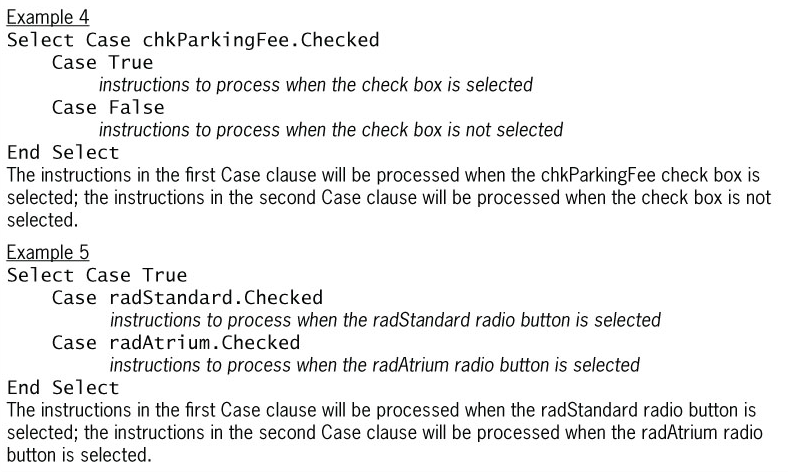 Example 4
Select Case chkParkingFee.Checked
Case True
instructions to process when the check box is selected
Case False
instructions to process when the check box is not selected
End Select
The instructions in the first Case clause will be processed when the chkParkingFee check box is
selected; the instructions in the second Case clause will be processed when the check box is not
selected.
Example 5
Select Case True
Case radStandard.Checked
instructions to process when the radStandard radio button is selected
Case radAtrium.Checked
instructions to process when the radAtrium radio button is selected
End Select
The instructions in the first Case clause will be processed when the radStandard radio button is
selected; the instructions in the second Case clause will be processed when the radAtrium radio
button is selected.